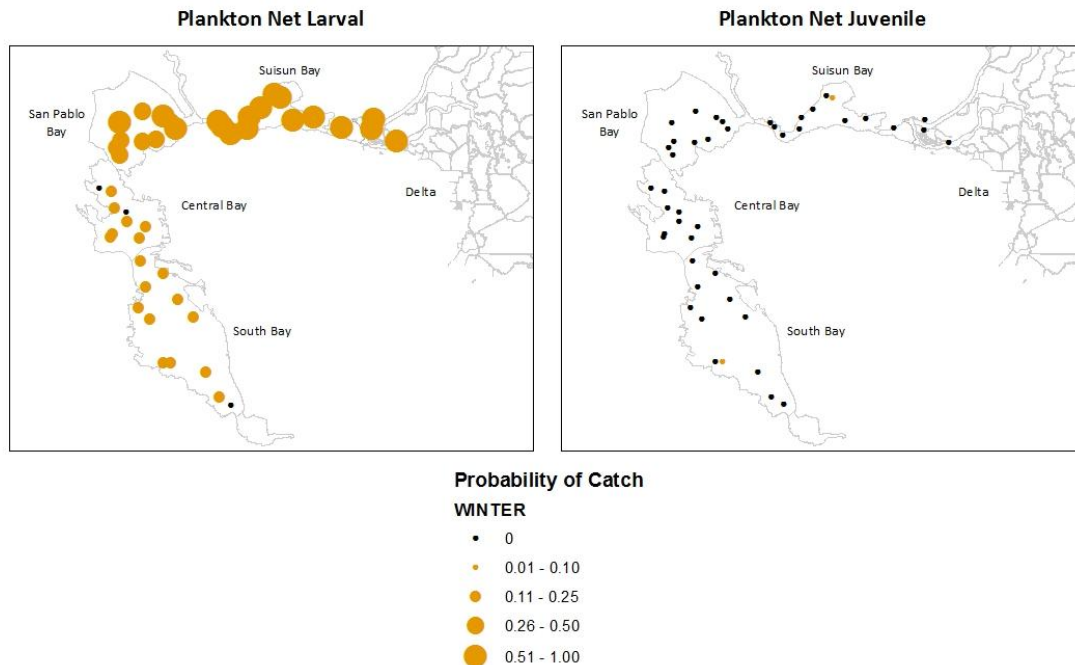 Plankton Net Larval
Plankton Net Juvenile
Suisun Bay
San Pablo
Bay
Delta
Central Bay
South Bay
Suisun Bay
San Pablo
Bay
Delta
Central Bay
South Bay
Probability of Catch
WINTER
0
0.01 - 0.10
0.11 - 0.25
0.26 - 0.50
0.51 - 1.00